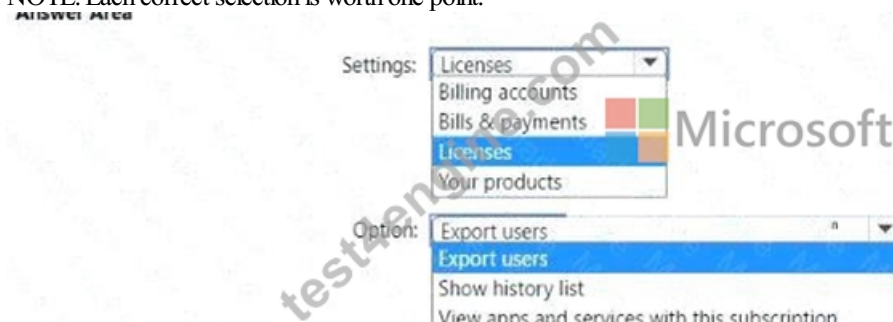 NOTE: Each correct selection is worth one point.
Answer Area
Settings: Licenses
Billing accounts
Bills & payments
Licenses
Your products
Microsoft
Option: Export users
Export users
Show history list
View apps and services with this subscription
test4engine.com